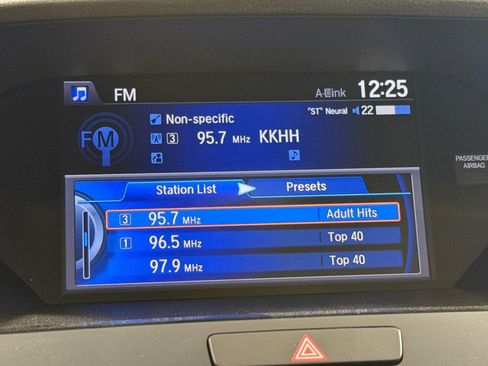 FM A-Link 12:25
Non-specific "ST" Neural 22
3 95.7 MHz KKHH
FM
Station List Presets
3 95.7 MHz Adult Hits
1 96.5 MHz Top 40
97.9 MHz Top 40
PASSENGER
AIRBAG